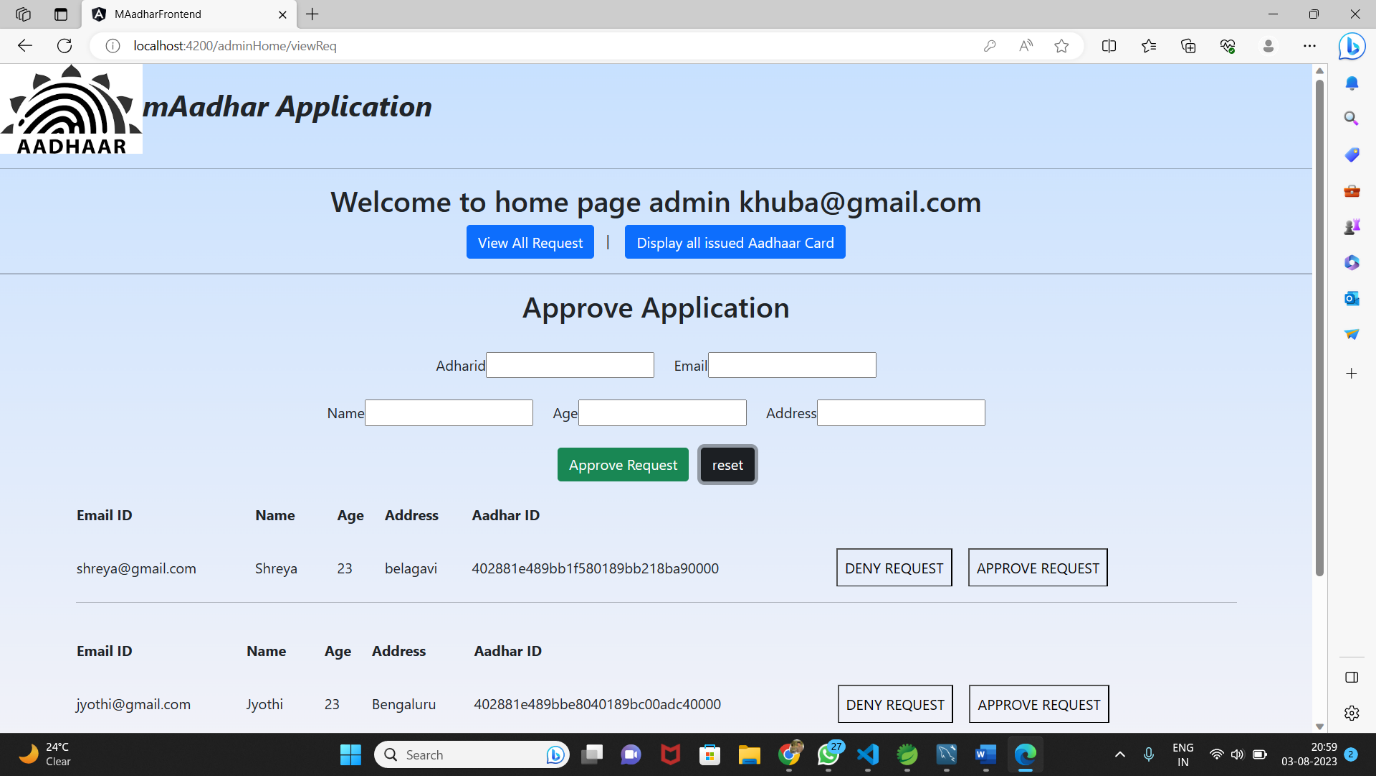 MAadharFrontend
localhost:4200/adminHome/viewReq
AADHAAR
mAadhar Application
Welcome to home page admin khuba@gmail.com
View All Request | Display all issued Aadhaar Card
Approve Application
Adharid Email
Name Age Address
Approve Request reset
Email ID Name Age Address Aadhar ID
shreya@gmail.com Shreya 23 belagavi 402881e489bb1f580189bb218ba90000 DENY REQUEST APPROVE REQUEST
Email ID Name Age Address Aadhar ID
jyothi@gmail.com Jyothi 23 Bengaluru 402881e489bbe8040189bc00adc40000 DENY REQUEST APPROVE REQUEST
24°C
Clear
Search
27
ENG
IN
20:59
03-08-2023
2